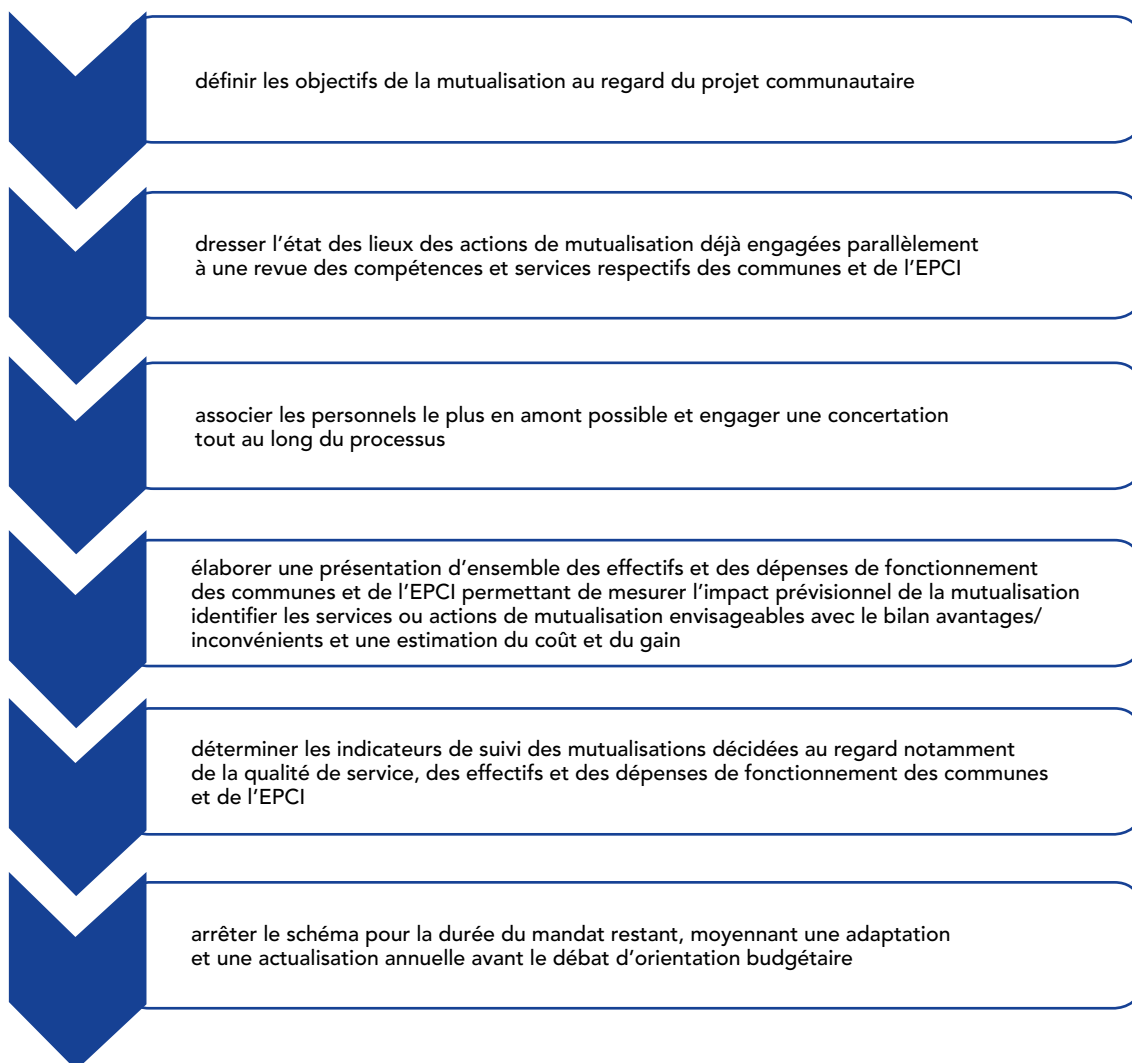 définir les objectifs de la mutualisation au regard du projet communautaire
dresser l'état des lieux des actions de mutualisation déjà engagées parallèlement
à une revue des compétences et services respectifs des communes et de l'EPCI
associer les personnels le plus en amont possible et engager une concertation
tout au long du processus
élaborer une présentation d'ensemble des effectifs et des dépenses de fonctionnement
des communes et de l'EPCI permettant de mesurer l'impact prévisionnel de la mutualisation
identifier les services ou actions de mutualisation envisageables avec le bilan avantages/
inconvénients et une estimation du coût et du gain
déterminer les indicateurs de suivi des mutualisations décidées au regard notamment
de la qualité de service, des effectifs et des dépenses de fonctionnement des communes
et de l'EPCI
arrêter le schéma pour la durée du mandat restant, moyennant une adaptation
et une actualisation annuelle avant le débat d'orientation budgétaire